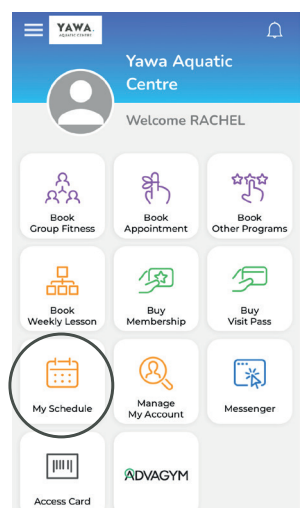 YAWA
AQUATIC CENTRE
Yawa Aquatic
Centre
Welcome RACHEL
Book
Group Fitness
Book
Appointment
Book
Other Programs
Book
Weekly Lesson
Buy
Membership
Buy
Visit Pass
My Schedule
Manage
My Account
Messenger
Access Card
ADVAGYM